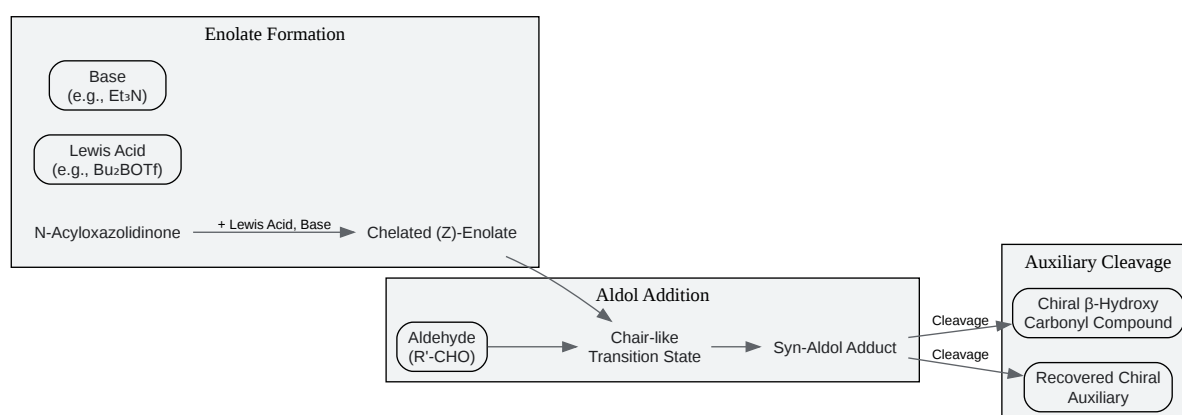 Enolate Formation
Base
(e.g., Et₃N)
Lewis Acid
(e.g., Bu₂BOTf)
N-Acyloxazolidinone
+ Lewis Acid, Base
Chelated (Z)-Enolate
Aldol Addition
Aldehyde
(R'-CHO)
Chair-like
Transition State
Syn-Aldol Adduct
Cleavage
Cleavage
Auxiliary Cleavage
Chiral β-Hydroxy
Carbonyl Compound
Recovered Chiral
Auxiliary